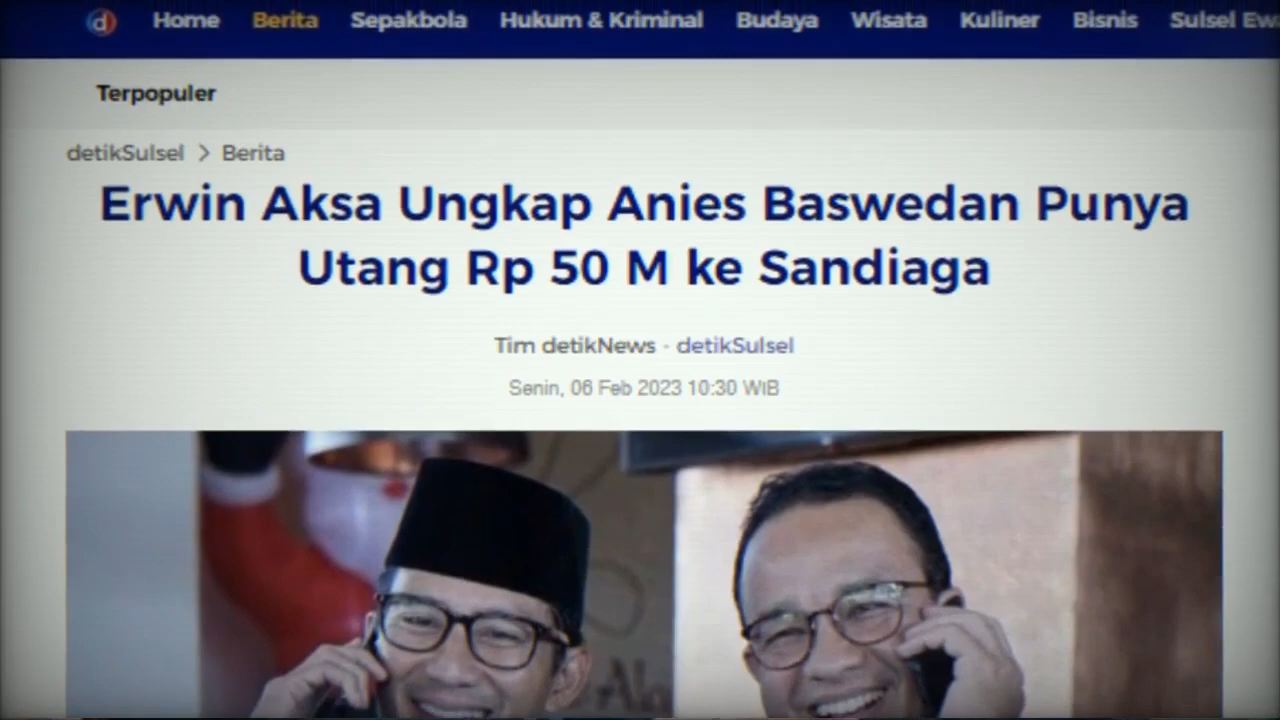 Home Berita Sepakbola Hukum & Kriminal Budaya Wisata Kuliner Bisnis Sulsel
Terpopuler
detikSulsel > Berita
Erwin Aksa Ungkap Anies Baswedan Punya
Utang Rp 50 M ke Sandiaga
Tim detikNews - detikSulsel
Senin, 06 Feb 2023 10:30 WIB